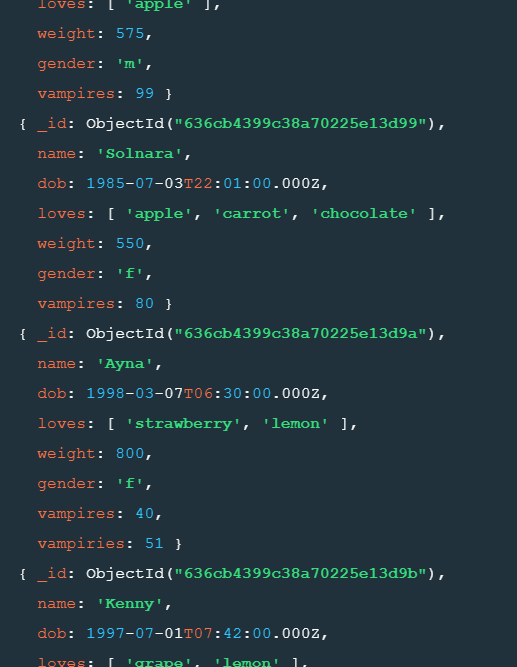 loves: [ 'apple' ],
weight: 575,
gender: 'm',
vampires: 99 }
{ _id: ObjectId("636cb4399c38a70225e13d99"),
name: 'Solnara',
dob: 1985-07-03T22:01:00.000Z,
loves: [ 'apple', 'carrot', 'chocolate' ],
weight: 550,
gender: 'f',
vampires: 80 }
{ _id: ObjectId("636cb4399c38a70225e13d9a"),
name: 'Ayna',
dob: 1998-03-07T06:30:00.000Z,
loves: [ 'strawberry', 'lemon' ],
weight: 800,
gender: 'f',
vampires: 40,
vampiries: 51 }
{ _id: ObjectId("636cb4399c38a70225e13d9b"),
name: 'Kenny',
dob: 1997-07-01T07:42:00.000Z,
loves: [ 'grape', 'lemon' ],